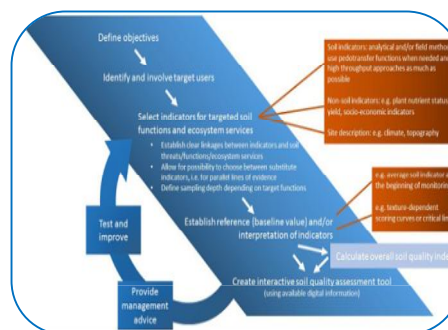 Define objectives
Identify and involve target users
Select indicators for targeted soil
functions and ecosystem services
• Establish clear linkages between indicators and soil
threats/functions/ecosystem services
• Allow for possibility to choose between substitute
indicators, i.e. for parallel lines of evidence
• Define sampling depth depending on target functions
Establish reference (baseline value) and/or
interpretation of indicators
Calculate overall soil quality inde
Create interactive soil quality assessment tool
(using available digital information)
Soil indicators: analytical and/or field method
use pedotransfer functions when needed and
high throughput approaches as much as
possible
Non-soil indicators: e.g. plant nutrient status
yield, socio-economic indicators
Site description: e.g. climate, topography
e.g. average soil indicator a
the beginning of monitorin
e.g. texture-dependent
scoring curves or critical lim
Test and
improve
Provide
management
advice